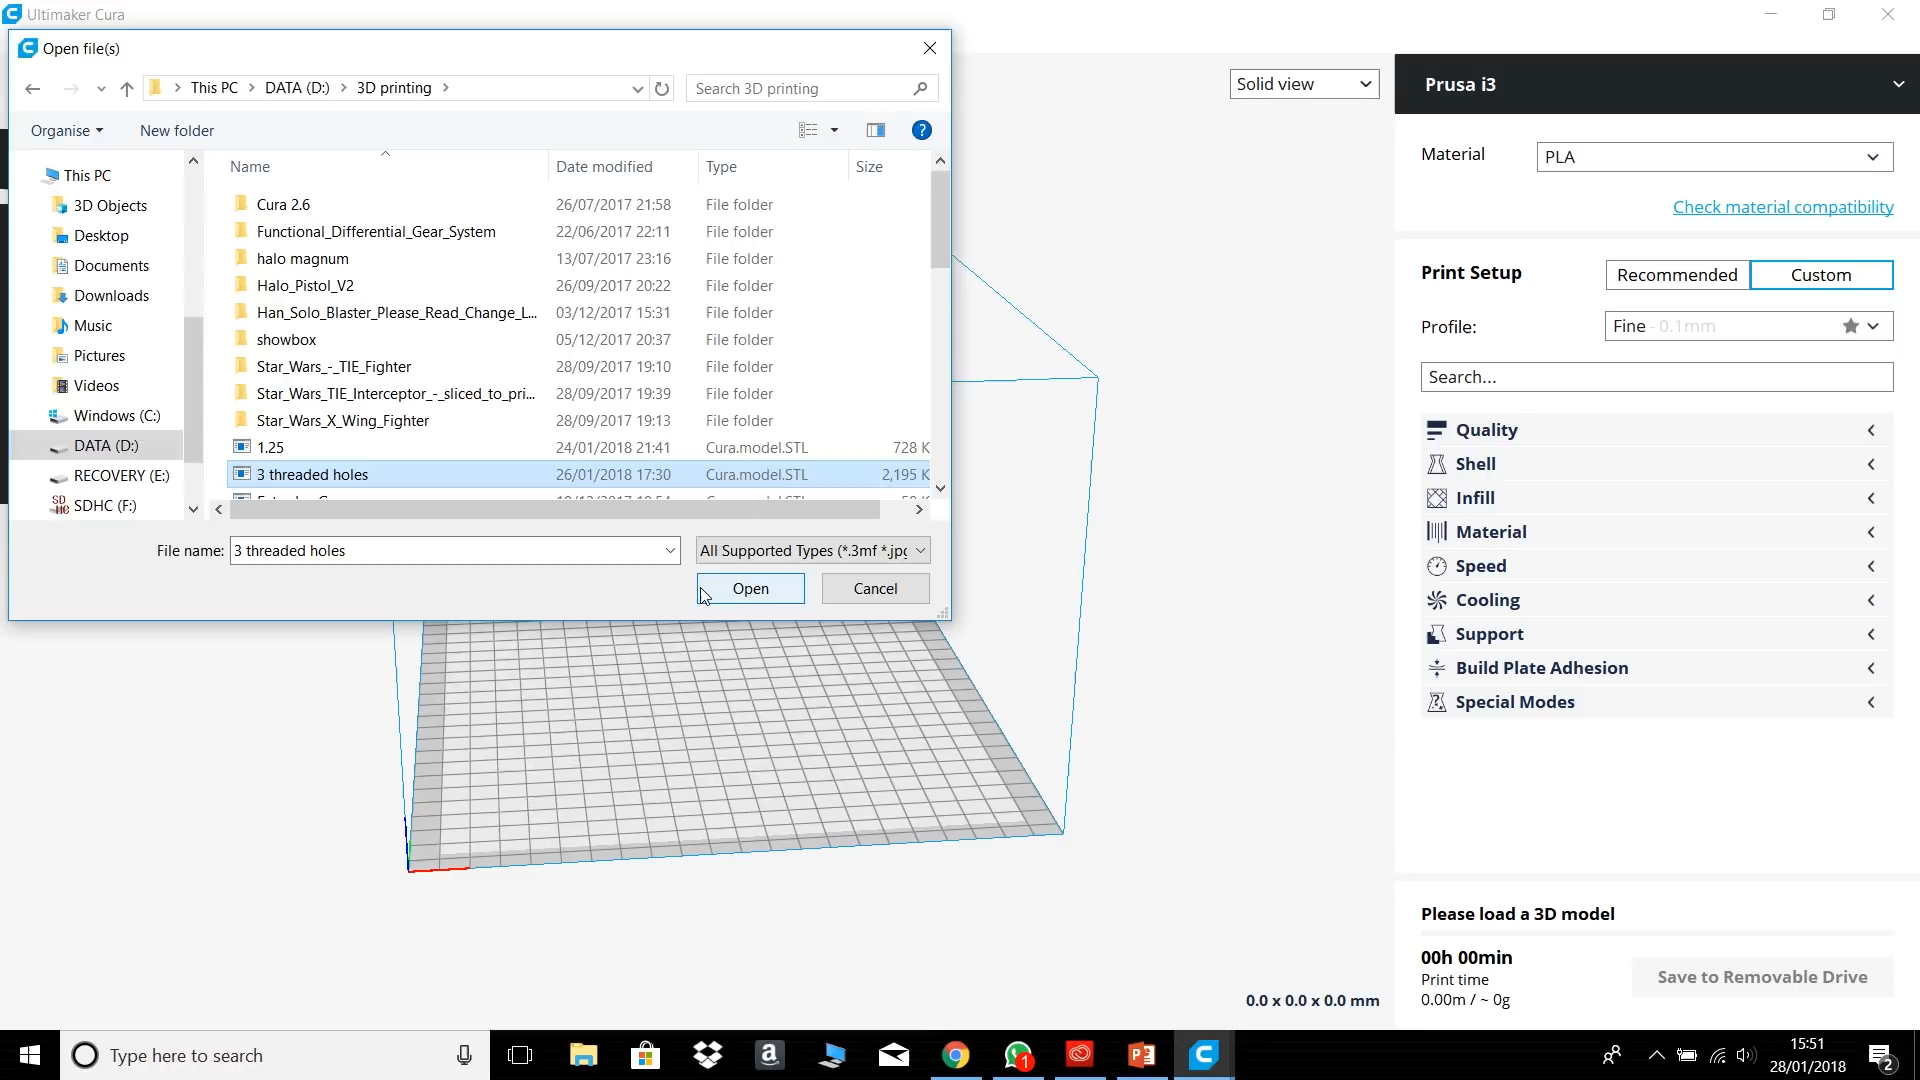 Ultimaker Cura
Open file(s)
This PC > DATA (D:) > 3D printing >
Search 3D printing
Organise
New folder
?
Name
Date modified
Type
Size
This PC
3D Objects
Desktop
Documents
Downloads
Music
Pictures
Videos
Windows (C:)
DATA (D:)
RECOVERY (E:)
SDHC (F:)
Cura 2.6 26/07/2017 21:58 File folder
Functional_Differential_Gear_System 22/06/2017 22:11 File folder
halo magnum 13/07/2017 23:16 File folder
Halo_Pistol_V2 26/09/2017 20:22 File folder
Han_Solo_Blaster_Please_Read_Change_L... 03/12/2017 15:31 File folder
showbox 05/12/2017 20:37 File folder
Star_Wars_-_TIE_Fighter 28/09/2017 19:10 File folder
Star_Wars_TIE_Interceptor_-_sliced_to_pri... 28/09/2017 19:39 File folder
Star_Wars_X_Wing_Fighter 28/09/2017 19:13 File folder
1.25 24/01/2018 21:41 Cura.model.STL 728 K
3 threaded holes 26/01/2018 17:30 Cura.model.STL 2,195 K
File name: 3 threaded holes
All Supported Types (*.3mf *.jpg
Open
Cancel
Solid view
Prusa i3
Material
PLA
Check material compatibility
Print Setup
Recommended
Custom
Profile:
Fine - 0.1mm
Search...
Quality
Shell
Infill
Material
Speed
Cooling
Support
Build Plate Adhesion
Special Modes
Please load a 3D model
00h 00min
Print time
0.00m / ~ 0g
Save to Removable Drive
0.0 x 0.0 x 0.0 mm
Type here to search
1
15:51
28/01/2018
2